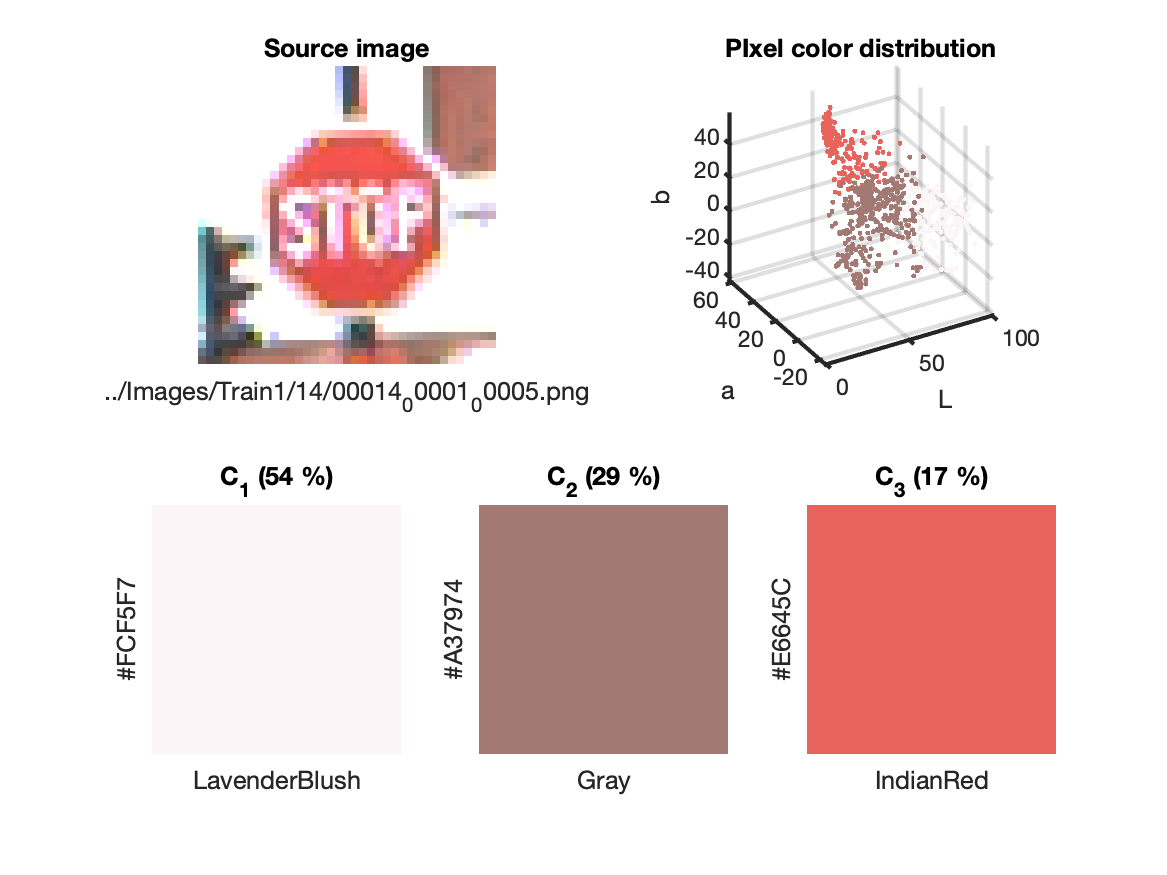 Source image
STOP
../Images/Train1/14/00014_0001_0005.png
PIxel color distribution
40
20
0
-20
-40
b
60
40
20
0
-20
a
0
50
100
L
C1 (54 %)
#FCF5F7
LavenderBlush
C2 (29 %)
#A37974
Gray
C3 (17 %)
#E6645C
IndianRed